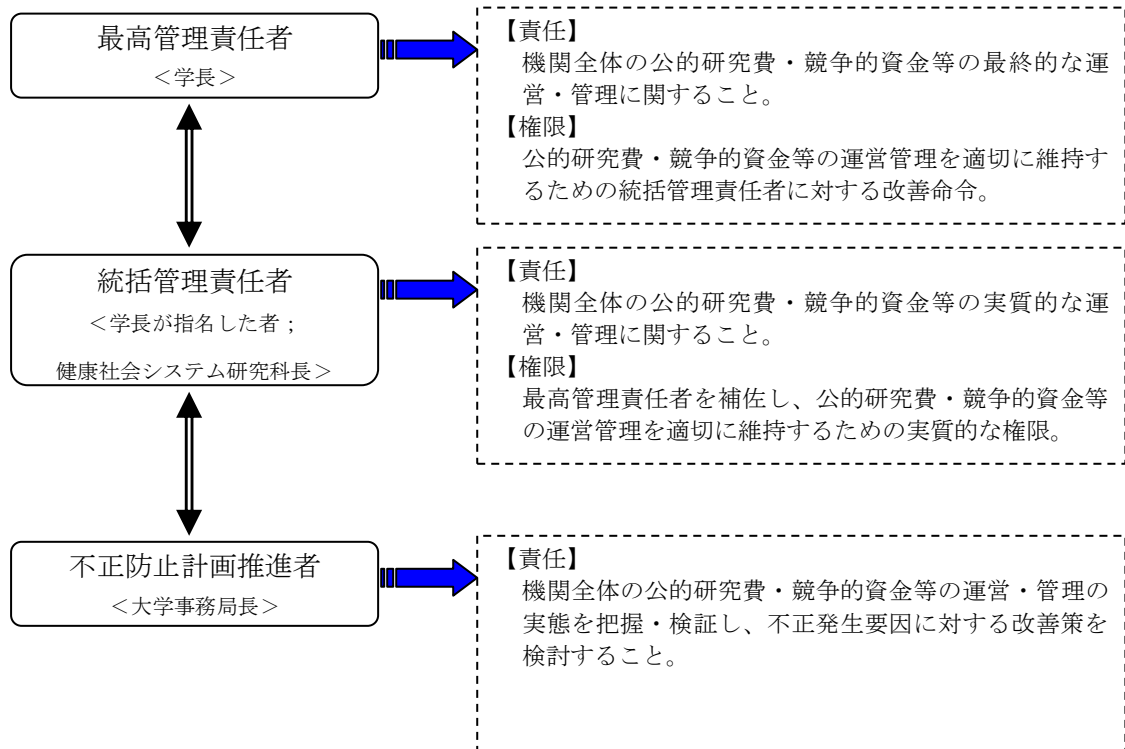 最高管理責任者
＜学長＞
【責任】
機関全体の公的研究費・競争的資金等の最終的な運
営・管理に関すること。
【権限】
公的研究費・競争的資金等の運営管理を適切に維持す
るための統括管理責任者に対する改善命令。
統括管理責任者
＜学長が指名した者；
健康社会システム研究科長＞
【責任】
機関全体の公的研究費・競争的資金等の実質的な運
営・管理に関すること。
【権限】
最高管理責任者を補佐し、公的研究費・競争的資金等
の運営管理を適切に維持するための実質的な権限。
不正防止計画推進者
＜大学事務局長＞
【責任】
機関全体の公的研究費・競争的資金等の運営・管理の
実態を把握・検証し、不正発生要因に対する改善策を
検討すること。